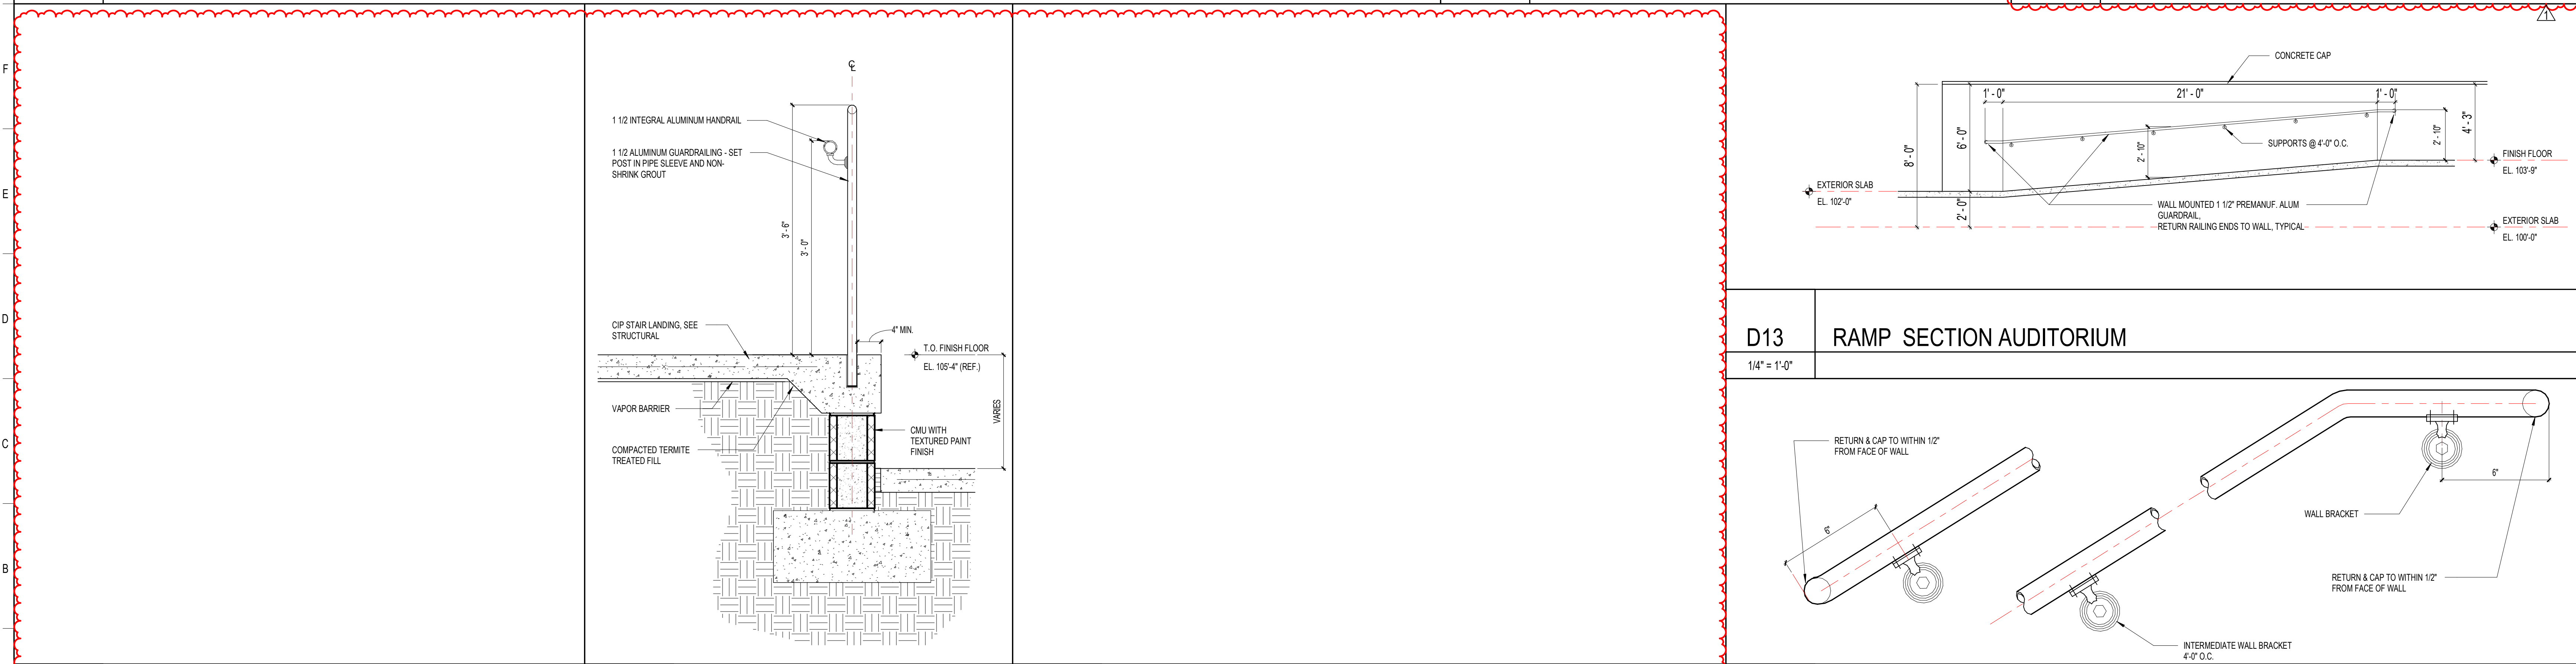 F
E
D
C
B
CL
1 1/2 INTEGRAL ALUMINUM HANDRAIL
1 1/2 ALUMINUM GUARDRAILING - SET
POST IN PIPE SLEEVE AND NON-
SHRINK GROUT
3' - 6"
3' - 0"
CIP STAIR LANDING, SEE
STRUCTURAL
4" MIN.
T.O. FINISH FLOOR
EL. 105'-4" (REF.)
VAPOR BARRIER
COMPACTED TERMITE
TREATED FILL
CMU WITH
TEXTURED PAINT
FINISH
VARIES
1
CONCRETE CAP
1' - 0"
21' - 0"
1' - 0"
8' - 0"
6' - 0"
2' - 0"
2' - 10"
2' - 10"
4' - 3"
SUPPORTS @ 4'-0" O.C.
FINISH FLOOR
EL. 103'-9"
EXTERIOR SLAB
EL. 102'-0"
WALL MOUNTED 1 1/2" PREMANUF. ALUM
GUARDRAIL,
RETURN RAILING ENDS TO WALL, TYPICAL
EXTERIOR SLAB
EL. 100'-0"
D13
RAMP SECTION AUDITORIUM
1/4" = 1'-0"
RETURN & CAP TO WITHIN 1/2"
FROM FACE OF WALL
6"
6"
WALL BRACKET
RETURN & CAP TO WITHIN 1/2"
FROM FACE OF WALL
INTERMEDIATE WALL BRACKET
4'-0" O.C.